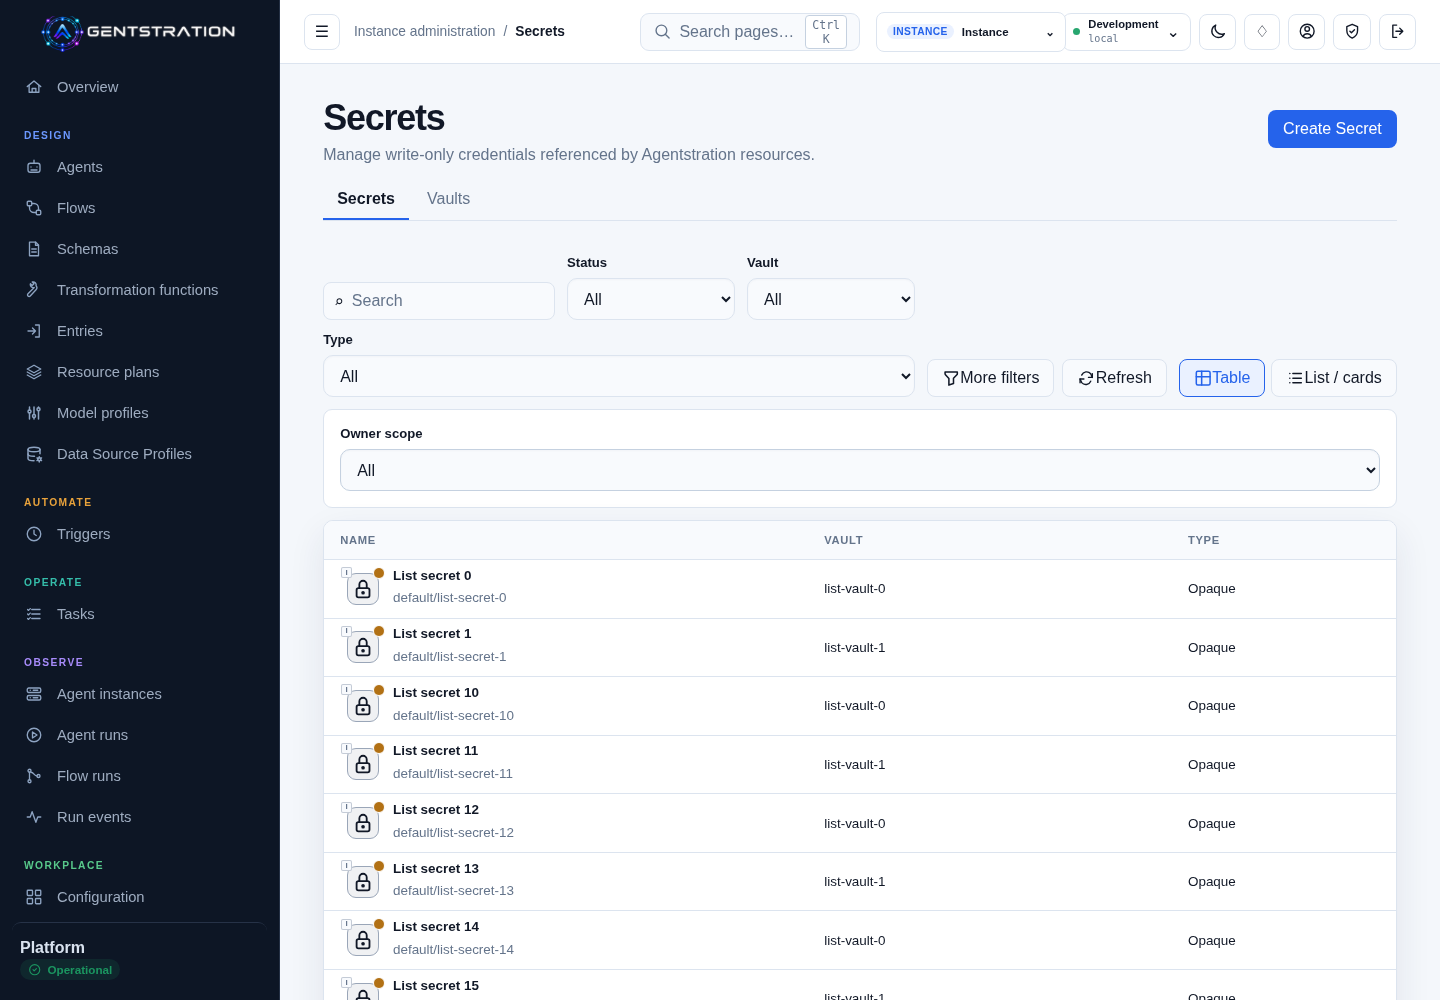 GENTSTRATION
Overview
DESIGN
Agents
Flows
Schemas
Transformation functions
Entries
Resource plans
Model profiles
Data Source Profiles
AUTOMATE
Triggers
OPERATE
Tasks
OBSERVE
Agent instances
Agent runs
Flow runs
Run events
WORKPLACE
Configuration
Platform
Operational
Instance administration / Secrets
Search pages…
Ctrl
K
INSTANCE Instance
Development
local
Secrets
Create Secret
Manage write-only credentials referenced by Agentstration resources.
Secrets Vaults
Status Vault
Search All All
Type
All More filters Refresh Table List / cards
Owner scope
All
NAME VAULT TYPE
I
List secret 0
default/list-secret-0
list-vault-0 Opaque
I
List secret 1
default/list-secret-1
list-vault-1 Opaque
I
List secret 10
default/list-secret-10
list-vault-0 Opaque
I
List secret 11
default/list-secret-11
list-vault-1 Opaque
I
List secret 12
default/list-secret-12
list-vault-0 Opaque
I
List secret 13
default/list-secret-13
list-vault-1 Opaque
I
List secret 14
default/list-secret-14
list-vault-0 Opaque
I
List secret 15
list-vault-1 Opaque